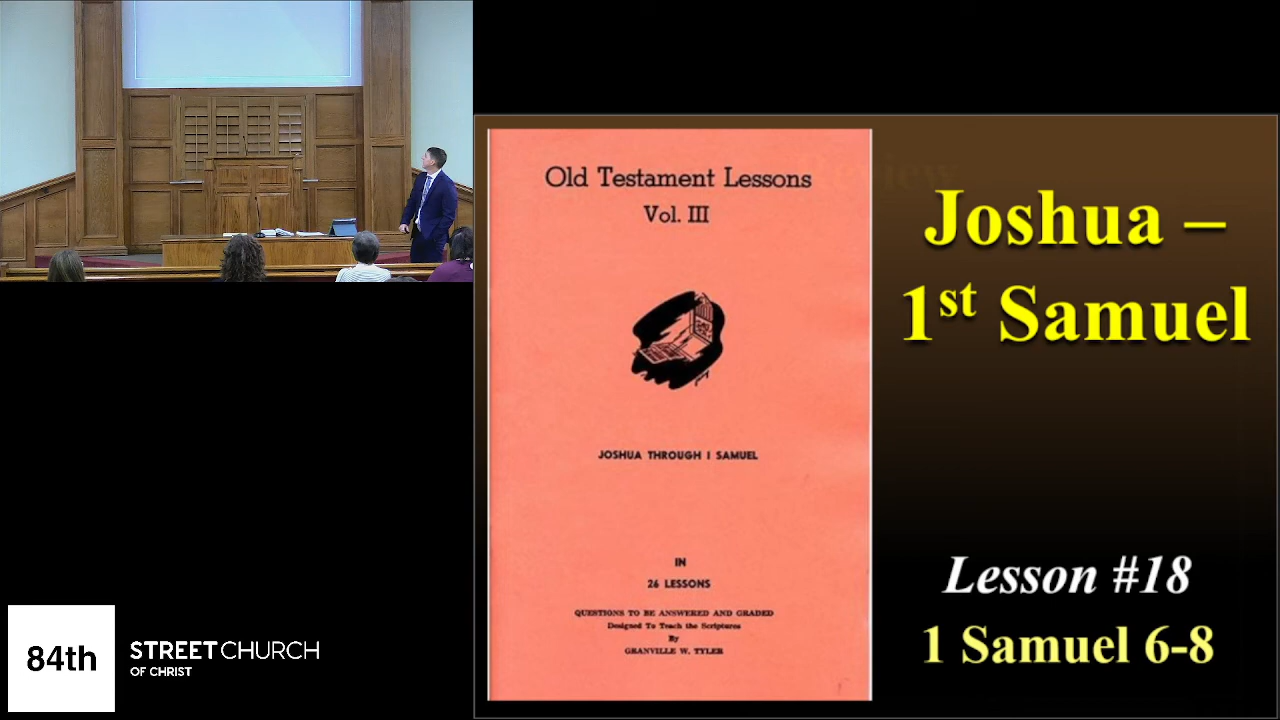 Old Testament Lessons
Vol. III
JOSHUA THROUGH I SAMUEL
IN
26 LESSONS
QUESTIONS TO BE ANSWERED AND GRADED
Designed To Teach the Scriptures
By
GRANVILLE W. TYLER
Joshua –
1st Samuel
Lesson #18
1 Samuel 6-8
84th
STREET CHURCH
OF CHRIST